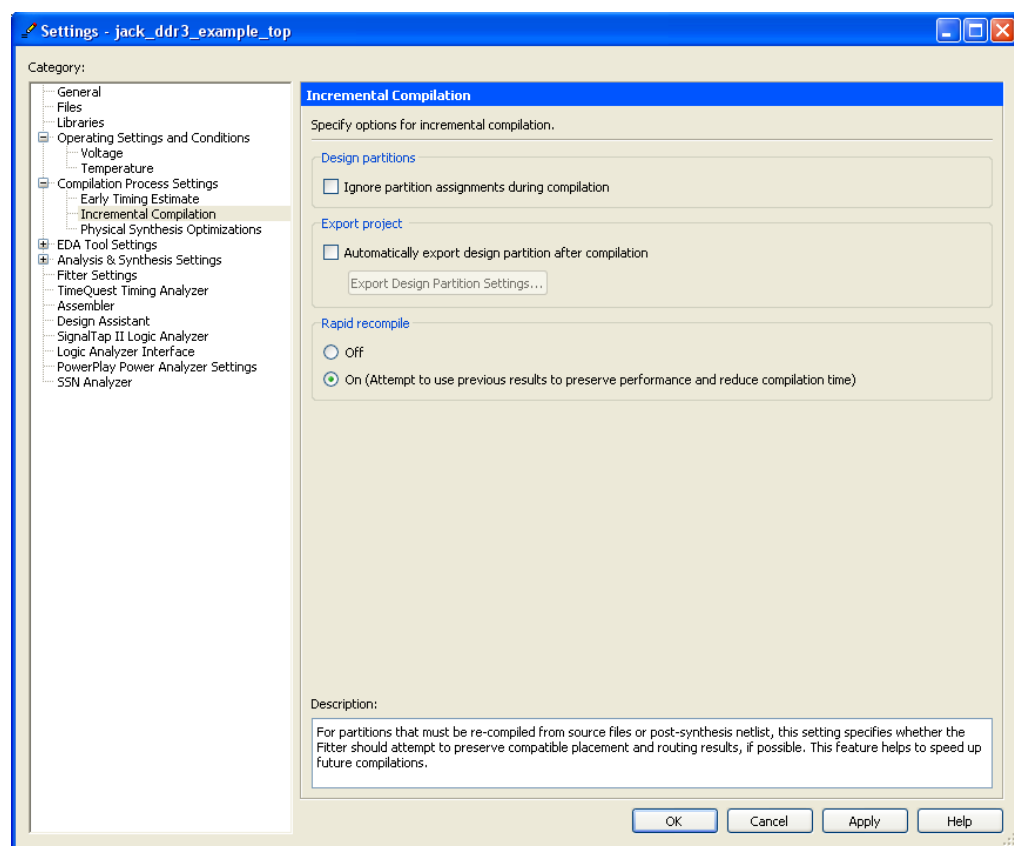 Settings - jack_ddr3_example_top
Category:
General
Files
Libraries
Operating Settings and Conditions
Voltage
Temperature
Compilation Process Settings
Early Timing Estimate
Incremental Compilation
Physical Synthesis Optimizations
EDA Tool Settings
Analysis & Synthesis Settings
Fitter Settings
TimeQuest Timing Analyzer
Assembler
Design Assistant
SignalTap II Logic Analyzer
Logic Analyzer Interface
PowerPlay Power Analyzer Settings
SSN Analyzer
Incremental Compilation
Specify options for incremental compilation.
Design partitions
Ignore partition assignments during compilation
Export project
Automatically export design partition after compilation
Export Design Partition Settings...
Rapid recompile
Off
On (Attempt to use previous results to preserve performance and reduce compilation time)
Description:
For partitions that must be re-compiled from source files or post-synthesis netlist, this setting specifies whether the
Fitter should attempt to preserve compatible placement and routing results, if possible. This feature helps to speed up
future compilations.
OK
Cancel
Apply
Help